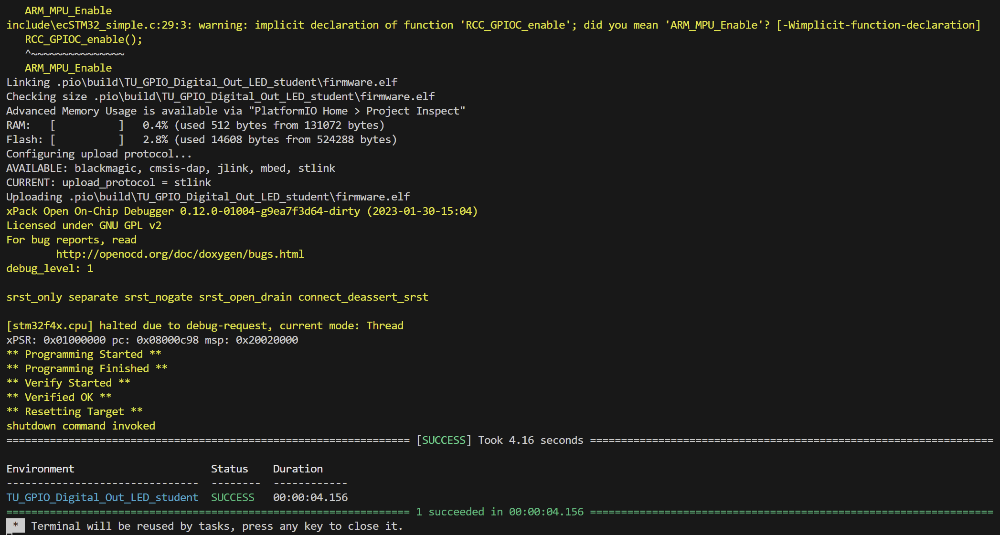 ARM_MPU_Enable
include\ecSTM32_simple.c:29:3: warning: implicit declaration of function 'RCC_GPIOC_enable'; did you mean 'ARM_MPU_Enable'? [-Wimplicit-function-declaration]
RCC_GPIOC_enable();
^~~~~~~~~~~~~~~~
ARM_MPU_Enable
Linking .pio\build\TU_GPIO_Digital_Out_LED_student\firmware.elf
Checking size .pio\build\TU_GPIO_Digital_Out_LED_student\firmware.elf
Advanced Memory Usage is available via "PlatformIO Home > Project Inspect"
RAM:   [          ]   0.4% (used 512 bytes from 131072 bytes)
Flash: [          ]   2.8% (used 14608 bytes from 524288 bytes)
Configuring upload protocol...
AVAILABLE: blackmagic, cmsis-dap, jlink, mbed, stlink
CURRENT: upload_protocol = stlink
Uploading .pio\build\TU_GPIO_Digital_Out_LED_student\firmware.elf
xPack Open On-Chip Debugger 0.12.0-01004-g9ea7f3d64-dirty (2023-01-30-15:04)
Licensed under GNU GPL v2
For bug reports, read
http://openocd.org/doc/doxygen/bugs.html
debug_level: 1
srst_only separate srst_nogate srst_open_drain connect_deassert_srst
[stm32f4x.cpu] halted due to debug-request, current mode: Thread
xPSR: 0x01000000 pc: 0x08000c98 msp: 0x20020000
** Programming Started **
** Programming Finished **
** Verify Started **
** Verified OK **
** Resetting Target **
shutdown command invoked
================================================================= [SUCCESS] Took 4.16 seconds =================================================================
Environment                      Status    Duration
-------------------------------  --------  ------------
TU_GPIO_Digital_Out_LED_student  SUCCESS   00:00:04.156
================================================================= 1 succeeded in 00:00:04.156 =================================================================
* Terminal will be reused by tasks, press any key to close it.